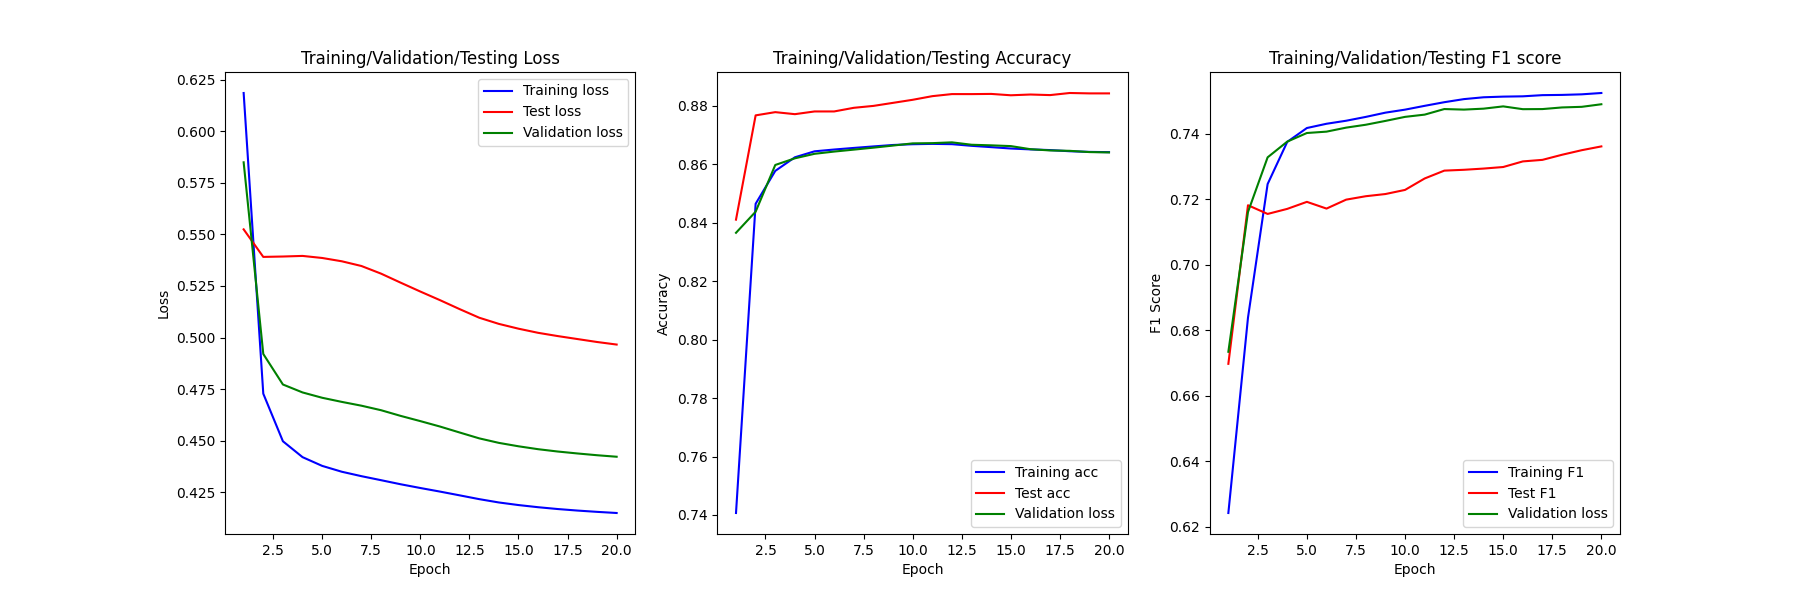 Training/Validation/Testing Loss
0.625
0.600
0.575
0.550
0.525
0.500
0.475
0.450
0.425
Loss
Training loss
Test loss
Validation loss
2.5 5.0 7.5 10.0 12.5 15.0 17.5 20.0
Epoch
Training/Validation/Testing Accuracy
0.88
0.86
0.84
0.82
0.80
0.78
0.76
0.74
Accuracy
Training acc
Test acc
Validation loss
2.5 5.0 7.5 10.0 12.5 15.0 17.5 20.0
Epoch
Training/Validation/Testing F1 score
0.74
0.72
0.70
0.68
0.66
0.64
0.62
F1 Score
Training F1
Test F1
Validation loss
2.5 5.0 7.5 10.0 12.5 15.0 17.5 20.0
Epoch